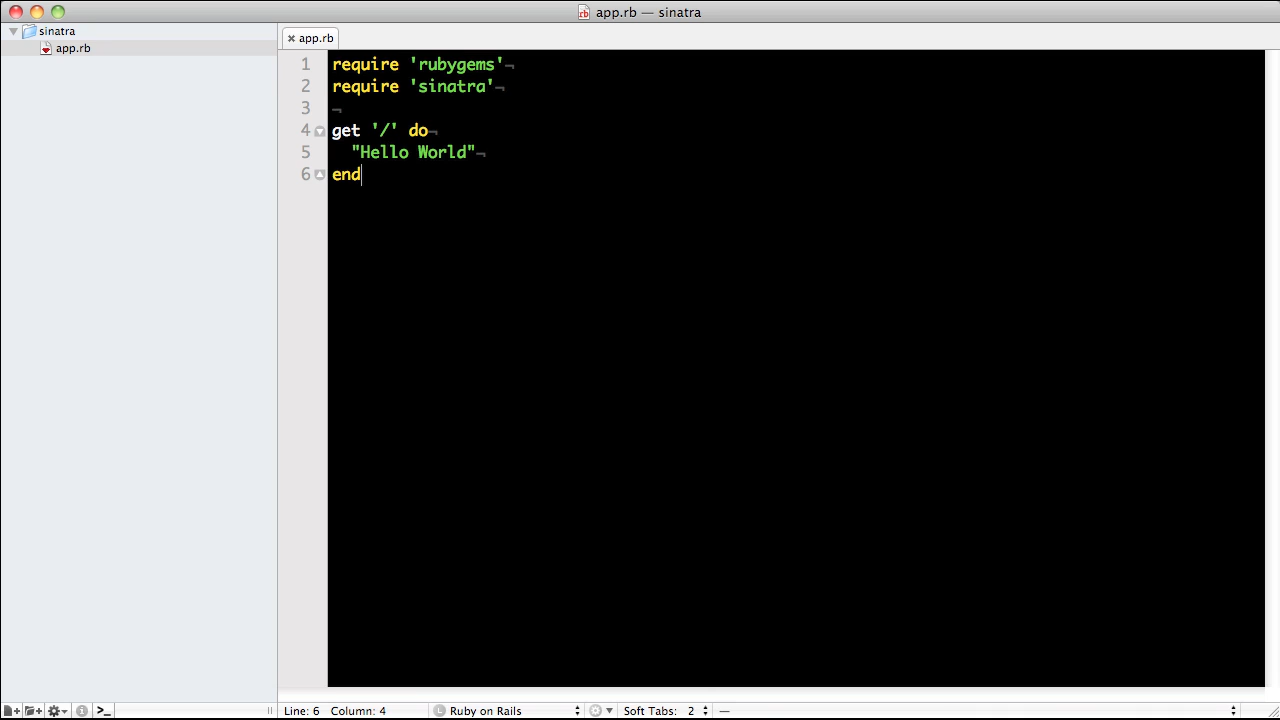 app.rb — sinatra
sinatra
app.rb
app.rb
1 require 'rubygems'¬
2 require 'sinatra'¬
3 ¬
4 get '/' do¬
5   "Hello World"¬
6 end
Line: 6 Column: 4 L Ruby on Rails Soft Tabs: 2 —